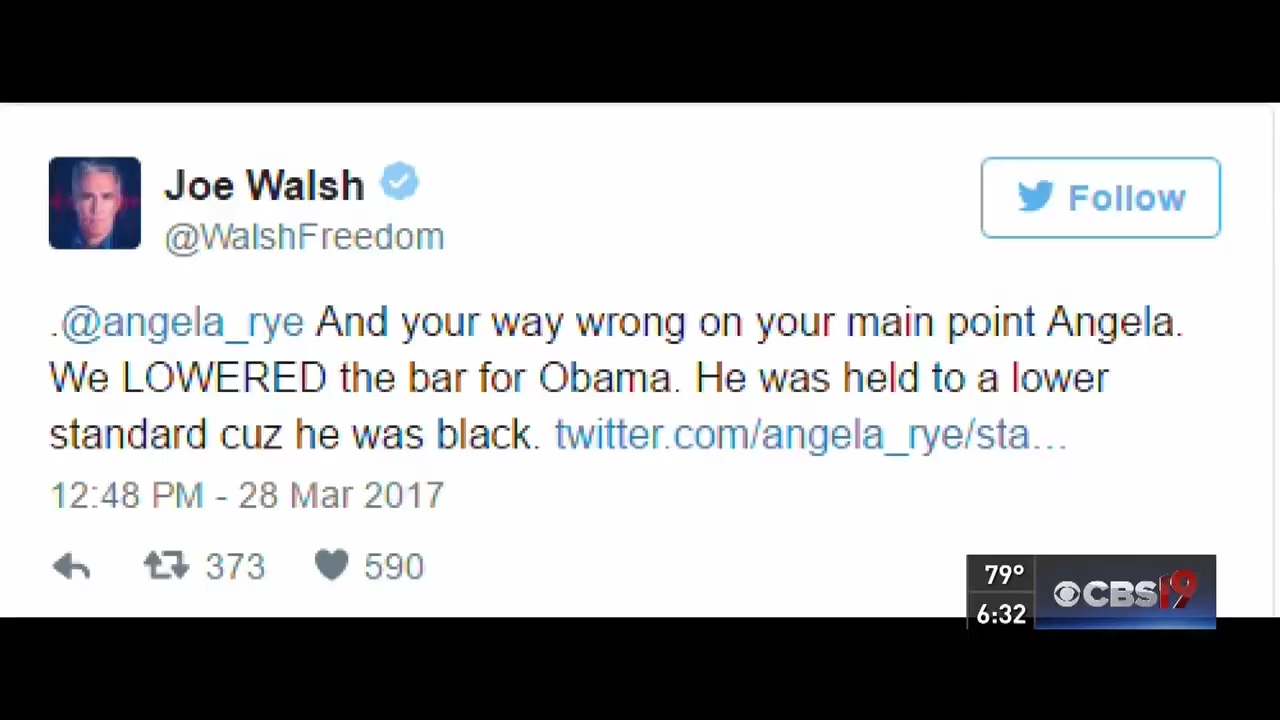 Joe Walsh
@WalshFreedom
Follow
.@angela_rye And your way wrong on your main point Angela.
We LOWERED the bar for Obama. He was held to a lower
standard cuz he was black. twitter.com/angela_rye/sta...
12:48 PM - 28 Mar 2017
373 590
79°
6:32
CBS 19